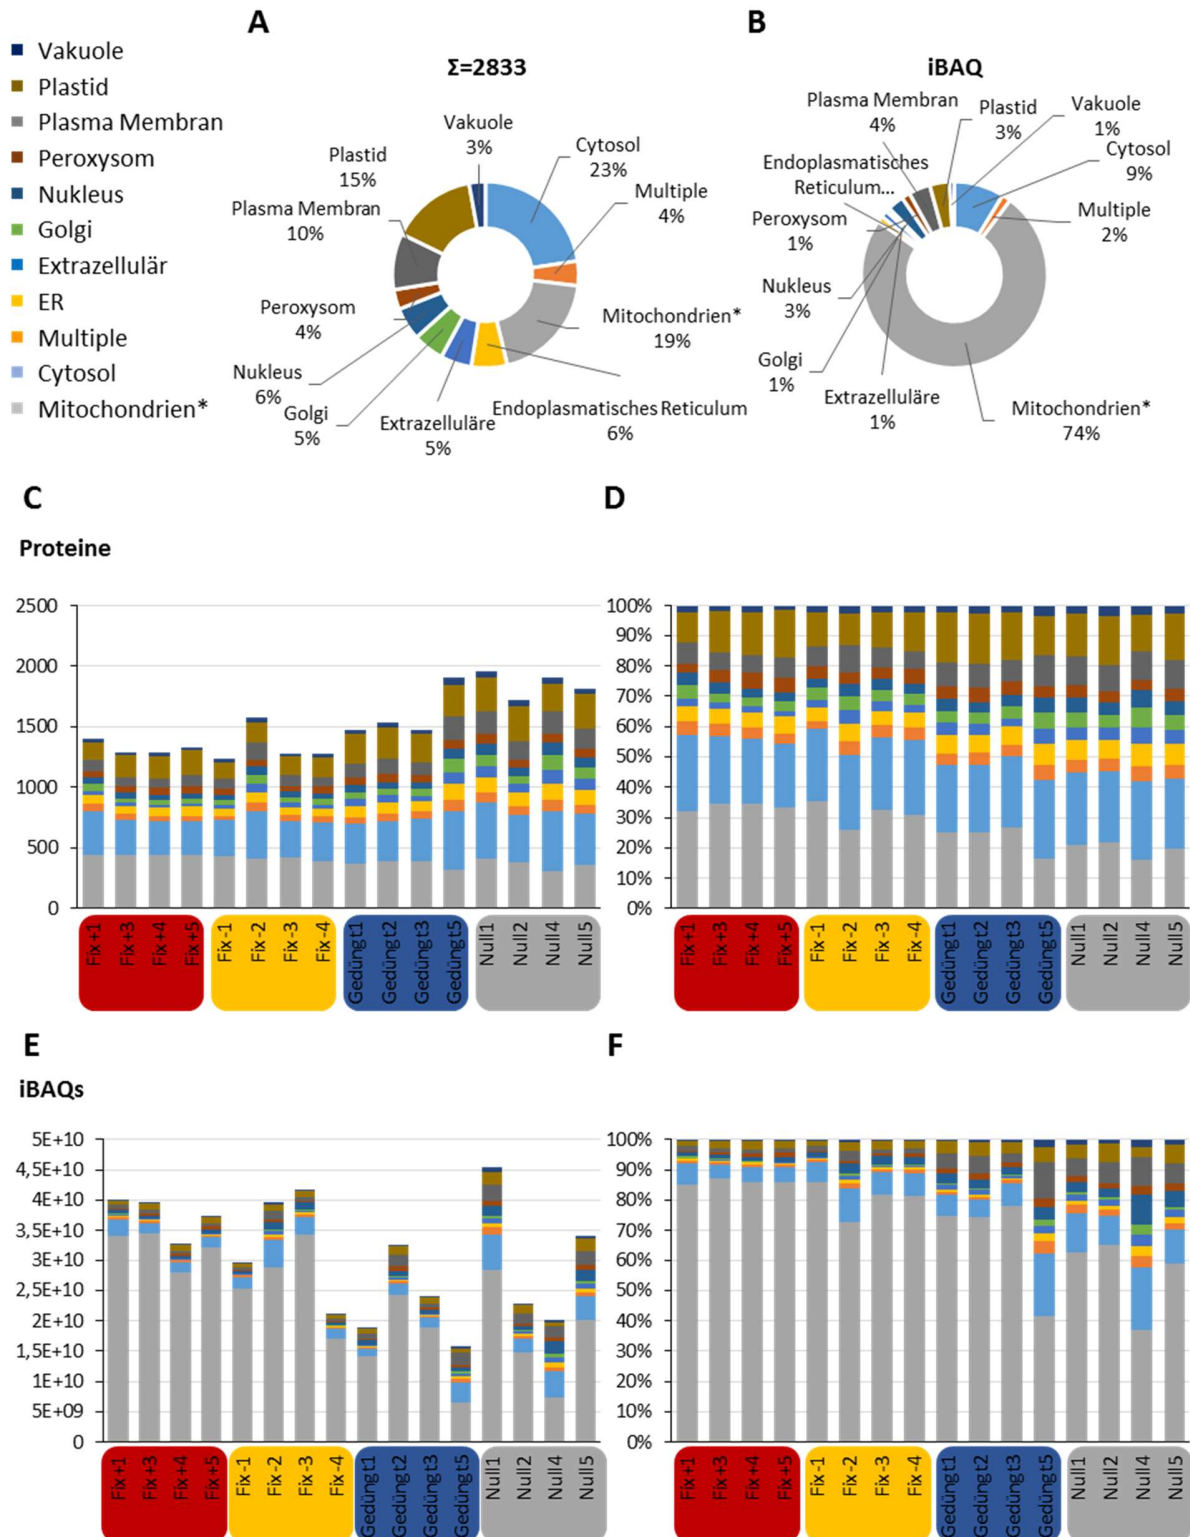 A
B
Vakuole
Plastid
Plasma Membran
Peroxysom
Nukleus
Golgi
Extrazellulär
ER
Multiple
Cytosol
Mitochondrien*
Σ=2833
Vakuole
3%
Cytosol
23%
Multiple
4%
Mitochondrien*
19%
Endoplasmatisches Reticulum
6%
Extrazelluläre
5%
Golgi
5%
Nukleus
6%
Peroxysom
4%
Plasma Membran
10%
Plastid
15%
iBAQ
Plasma Membran
4%
Plastid
3%
Vakuole
1%
Cytosol
9%
Multiple
2%
Mitochondrien*
74%
Extrazelluläre
1%
Golgi
1%
Nukleus
3%
Peroxysom
1%
Endoplasmatisches
Reticulum...
C
D
Proteine
2500
2000
1500
1000
500
0
Fix+1
Fix+3
Fix+4
Fix+5
Fix-1
Fix-2
Fix-3
Fix-4
Gedüngt1
Gedüngt2
Gedüngt3
Gedüngt5
Null1
Null2
Null4
Null5
100%
90%
80%
70%
60%
50%
40%
30%
20%
10%
0%
Fix+1
Fix+3
Fix+4
Fix+5
Fix-1
Fix-2
Fix-3
Fix-4
Gedüngt1
Gedüngt2
Gedüngt3
Gedüngt5
Null1
Null2
Null4
Null5
E
F
iBAQs
5E+10
4,5E+10
4E+10
3,5E+10
3E+10
2,5E+10
2E+10
1,5E+10
1E+10
5E+09
0
Fix+1
Fix+3
Fix+4
Fix+5
Fix-1
Fix-2
Fix-3
Fix-4
Gedüngt1
Gedüngt2
Gedüngt3
Gedüngt5
Null1
Null2
Null4
Null5
100%
90%
80%
70%
60%
50%
40%
30%
20%
10%
0%
Fix+1
Fix+3
Fix+4
Fix+5
Fix-1
Fix-2
Fix-3
Fix-4
Gedüngt1
Gedüngt2
Gedüngt3
Gedüngt5
Null1
Null2
Null4
Null5